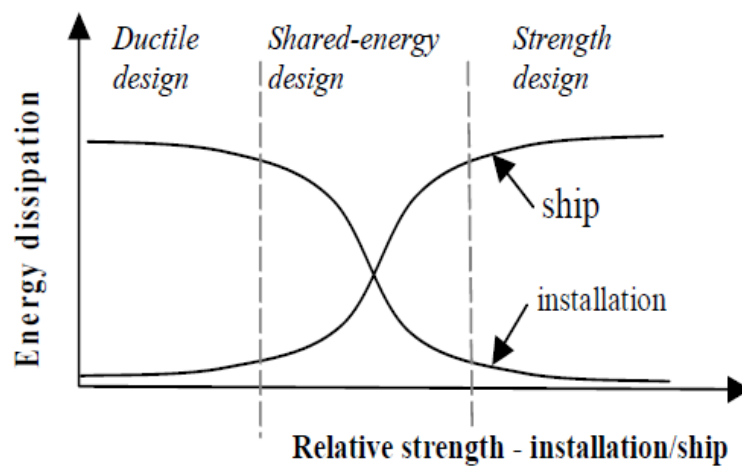 Ductile
design
Shared-energy
design
Strength
design
Energy dissipation
ship
installation
Relative strength - installation/ship